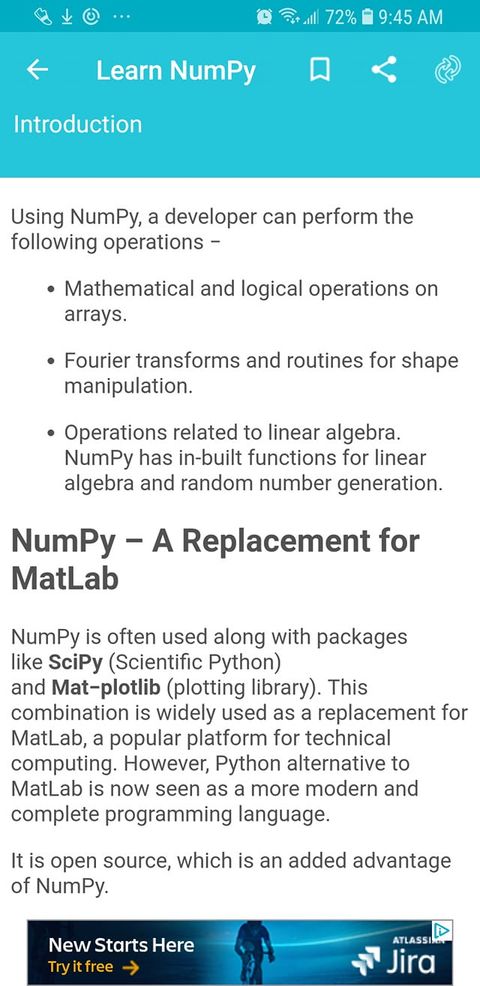 72% 9:45 AM
Learn NumPy
Introduction
Using NumPy, a developer can perform the
following operations −
• Mathematical and logical operations on
arrays.
• Fourier transforms and routines for shape
manipulation.
• Operations related to linear algebra.
NumPy has in-built functions for linear
algebra and random number generation.
NumPy – A Replacement for
MatLab
NumPy is often used along with packages
like SciPy (Scientific Python)
and Mat−plotlib (plotting library). This
combination is widely used as a replacement for
MatLab, a popular platform for technical
computing. However, Python alternative to
MatLab is now seen as a more modern and
complete programming language.
It is open source, which is an added advantage
of NumPy.
New Starts Here
Try it free →
ATLASSIAN
Jira